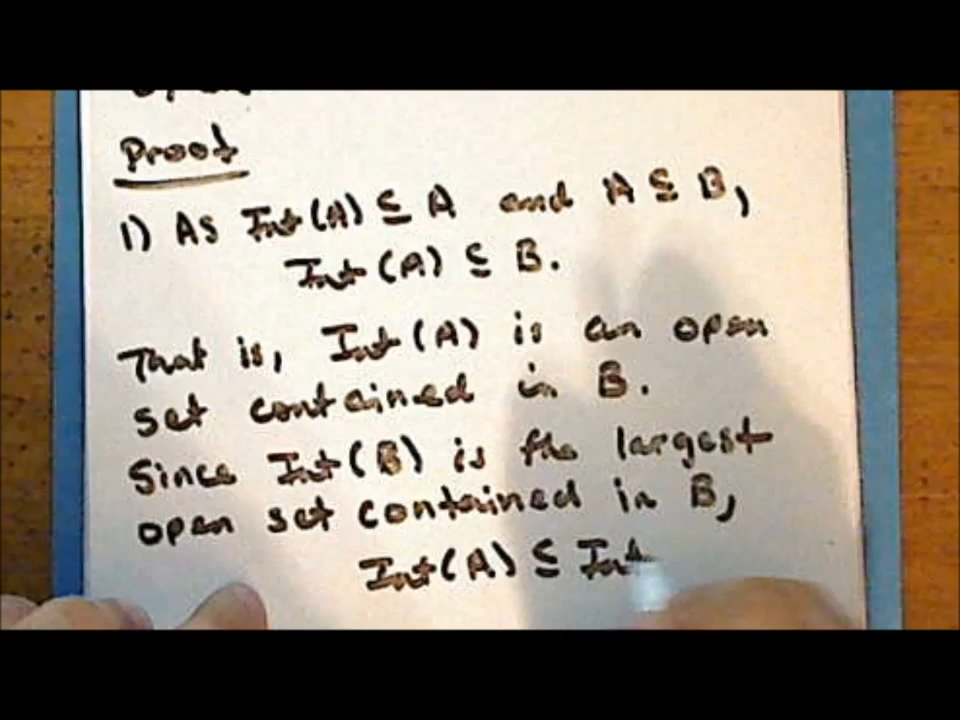 Proof
1) As Int(A) ⊆ A and A ⊆ B,
Int(A) ⊆ B.
That is, Int(A) is an open
set contained in B.
Since Int(B) is the largest
open set contained in B,
Int(A) ⊆ Int